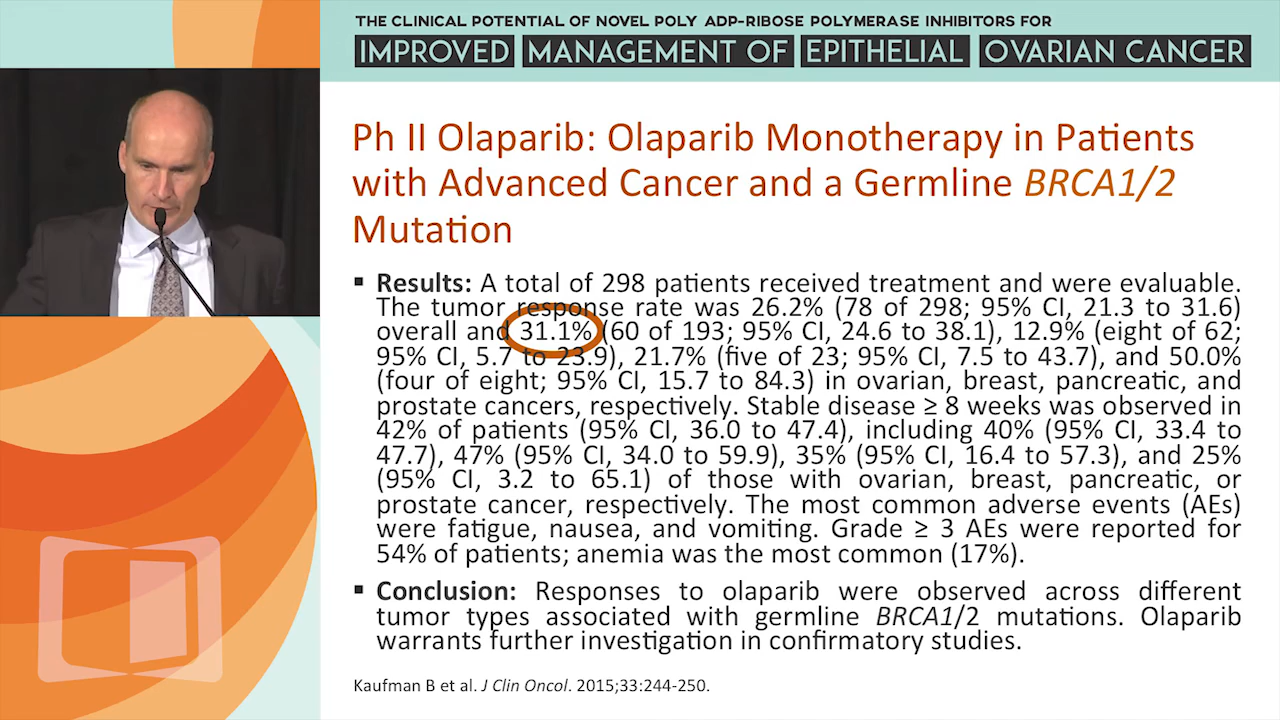 THE CLINICAL POTENTIAL OF NOVEL POLY ADP-RIBOSE POLYMERASE INHIBITORS FOR
IMPROVED MANAGEMENT OF EPITHELIAL OVARIAN CANCER
Ph II Olaparib: Olaparib Monotherapy in Patients
with Advanced Cancer and a Germline BRCA1/2
Mutation
▪ Results: A total of 298 patients received treatment and were evaluable.
The tumor response rate was 26.2% (78 of 298; 95% CI, 21.3 to 31.6)
overall and 31.1% (60 of 193; 95% CI, 24.6 to 38.1), 12.9% (eight of 62;
95% CI, 5.7 to 23.9), 21.7% (five of 23; 95% CI, 7.5 to 43.7), and 50.0%
(four of eight; 95% CI, 15.7 to 84.3) in ovarian, breast, pancreatic, and
prostate cancers, respectively. Stable disease ≥ 8 weeks was observed in
42% of patients (95% CI, 36.0 to 47.4), including 40% (95% CI, 33.4 to
47.7), 47% (95% CI, 34.0 to 59.9), 35% (95% CI, 16.4 to 57.3), and 25%
(95% CI, 3.2 to 65.1) of those with ovarian, breast, pancreatic, or
prostate cancer, respectively. The most common adverse events (AEs)
were fatigue, nausea, and vomiting. Grade ≥ 3 AEs were reported for
54% of patients; anemia was the most common (17%).
▪ Conclusion: Responses to olaparib were observed across different
tumor types associated with germline BRCA1/2 mutations. Olaparib
warrants further investigation in confirmatory studies.
Kaufman B et al. J Clin Oncol. 2015;33:244-250.